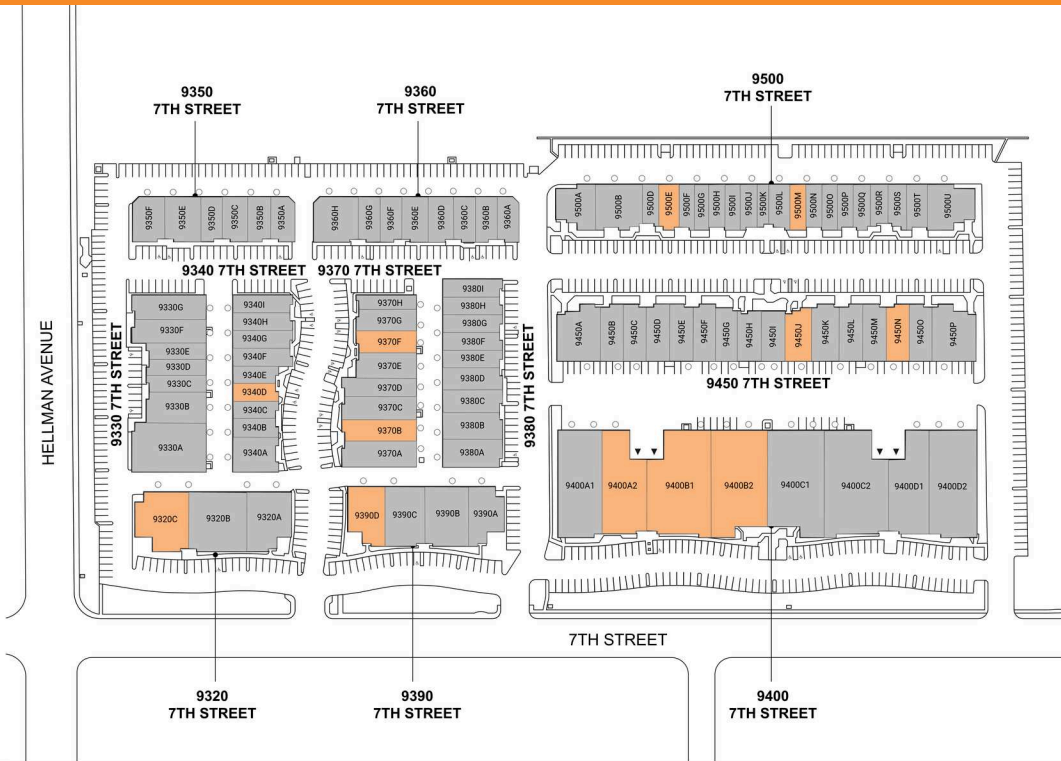 9350
7TH STREET
9360
7TH STREET
9500
7TH STREET
9350F
9350E
9350D
9350C
9350B
9350A
9360H
9360G
9360F
9360E
9360D
9360C
9360B
9360A
9500A
9500B
9500D
9500E
9500F
9500G
9500H
9500I
9500J
9500K
9500L
9500M
9500N
9500O
9500P
9500Q
9500R
9500S
9500T
9500U
9340 7TH STREET
9370 7TH STREET
9330G
9330F
9330E
9330D
9330C
9330B
9330A
9340I
9340H
9340G
9340F
9340E
9340D
9340C
9340B
9340A
9370H
9370G
9370F
9370E
9370D
9370C
9370B
9370A
9380I
9380H
9380G
9380F
9380E
9380D
9380C
9380B
9380A
9450A
9450B
9450C
9450D
9450E
9450F
9450G
9450H
9450I
9450J
9450K
9450L
9450M
9450N
9450O
9450P
9450 7TH STREET
HELLMAN AVENUE
9330 7TH STREET
9380 7TH STREET
9400A1
9400A2
9400B1
9400B2
9400C1
9400C2
9400D1
9400D2
9320C
9320B
9320A
9390D
9390C
9390B
9390A
7TH STREET
9320
7TH STREET
9390
7TH STREET
9400
7TH STREET